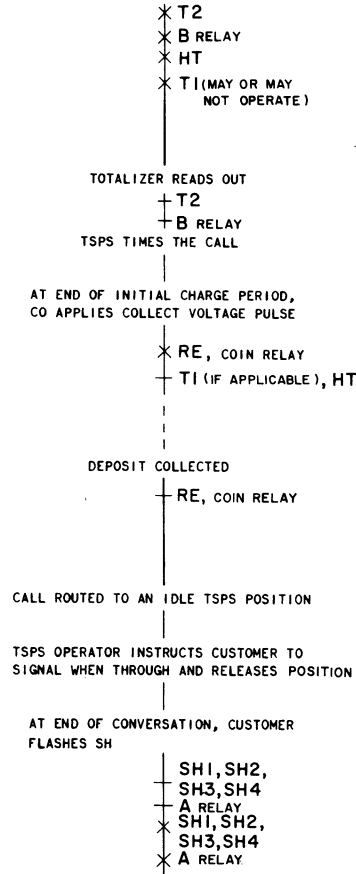 T2
B RELAY
HT
T1 (MAY OR MAY
NOT OPERATE)
TOTALIZER READS OUT
T2
B RELAY
TSPS TIMES THE CALL
AT END OF INITIAL CHARGE PERIOD,
CO APPLIES COLLECT VOLTAGE PULSE
RE, COIN RELAY
T1 (IF APPLICABLE), HT
DEPOSIT COLLECTED
RE, COIN RELAY
CALL ROUTED TO AN IDLE TSPS POSITION
TSPS OPERATOR INSTRUCTS CUSTOMER TO
SIGNAL WHEN THROUGH AND RELEASES POSITION
AT END OF CONVERSATION, CUSTOMER
FLASHES SH
SH1, SH2,
SH3, SH4
A RELAY
SH1, SH2,
SH3, SH4
A RELAY